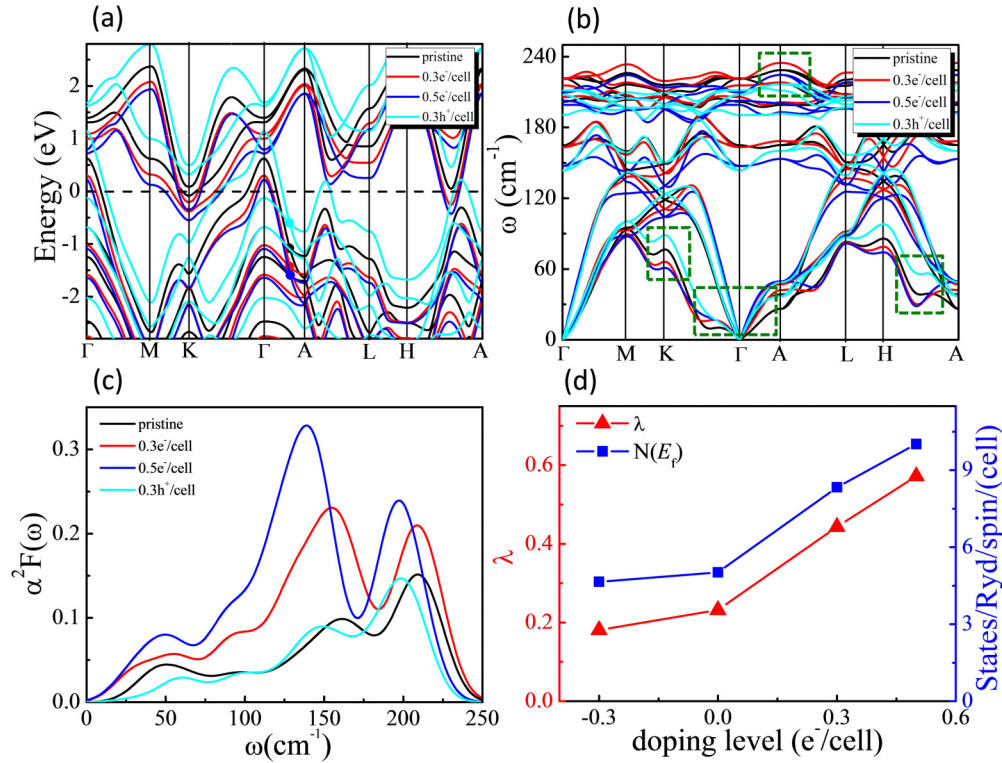 (a)
Energy (eV)
2
1
0
-1
-2
Γ M K Γ A L H A
pristine
0.3e⁻/cell
0.5e⁻/cell
0.3h⁺/cell
(b)
ω (cm⁻¹)
240
180
120
60
0
Γ M K Γ A L H A
pristine
0.3e⁻/cell
0.5e⁻/cell
0.3h⁺/cell
(c)
α²F(ω)
0.3
0.2
0.1
0.0
0 50 100 150 200 250
ω(cm⁻¹)
pristine
0.3e⁻/cell
0.5e⁻/cell
0.3h⁺/cell
(d)
λ
0.6
0.4
0.2
0.0
λ
N(E_f)
-0.3 0.0 0.3 0.6
doping level (e⁻/cell)
9
6
3
0
States/Ryd/spin/(cell)